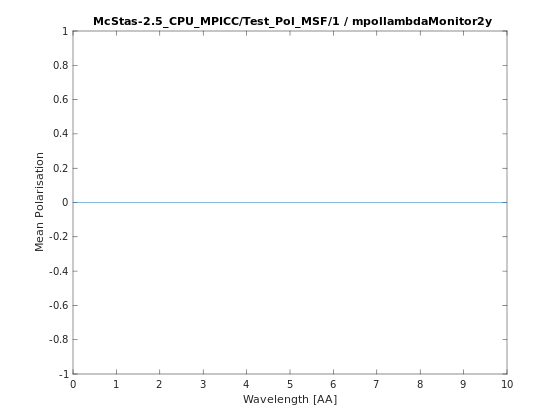 McStas-2.5_CPU_MPICC/Test_Pol_MSF/1 / mpollambdaMonitor2y
1
0.8
0.6
0.4
0.2
0
-0.2
-0.4
-0.6
-0.8
-1
Mean Polarisation
0 1 2 3 4 5 6 7 8 9 10
Wavelength [AA]